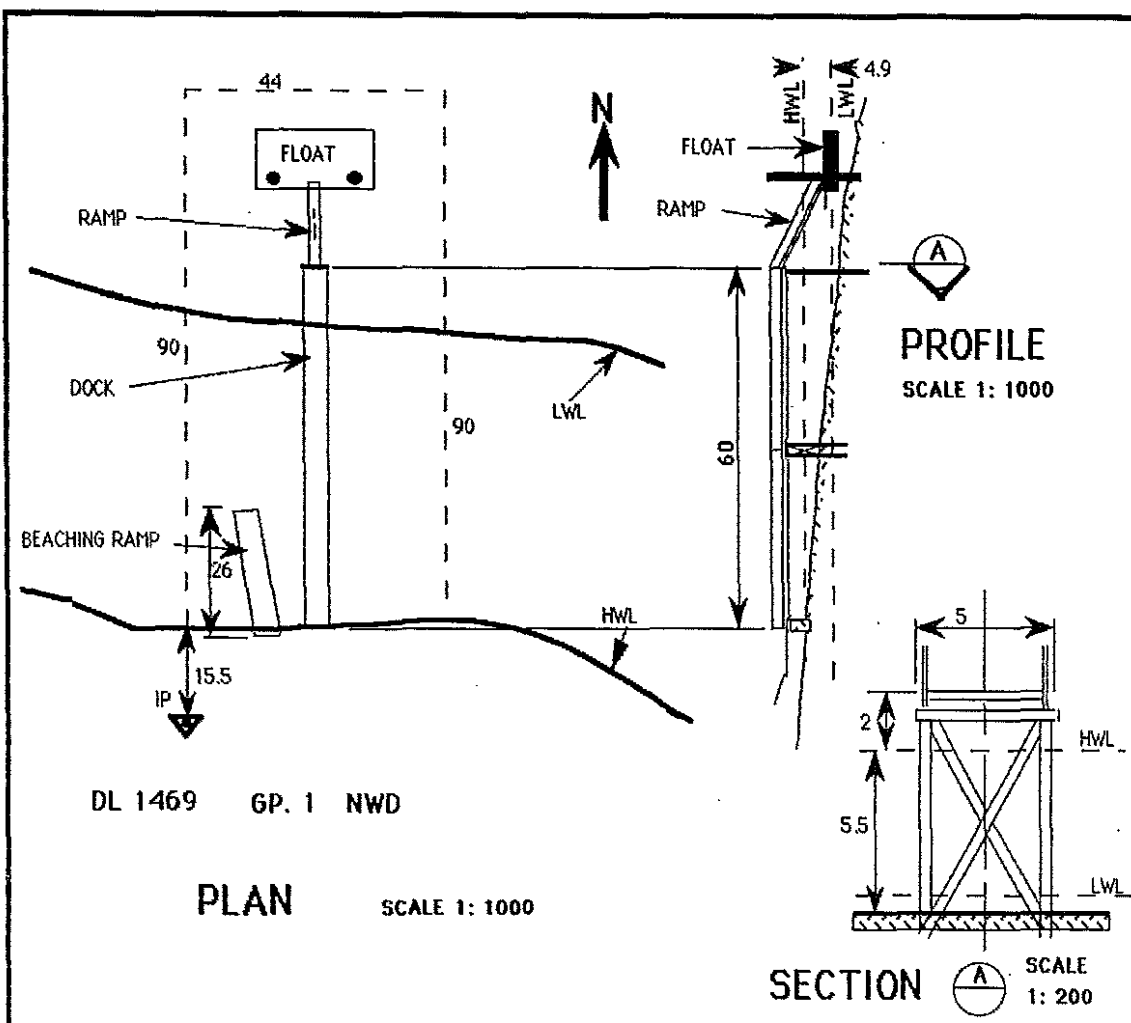 44
N
HWL
LWL
4.9
FLOAT
FLOAT
RAMP
RAMP
A
PROFILE
SCALE 1: 1000
90
DOCK
LWL
90
60
BEACHING RAMP
26
HWL
15.5
IP
5
2
HWL
5.5
LWL
DL 1469 GP. 1 NWD
PLAN SCALE 1: 1000
SECTION A SCALE
1: 200